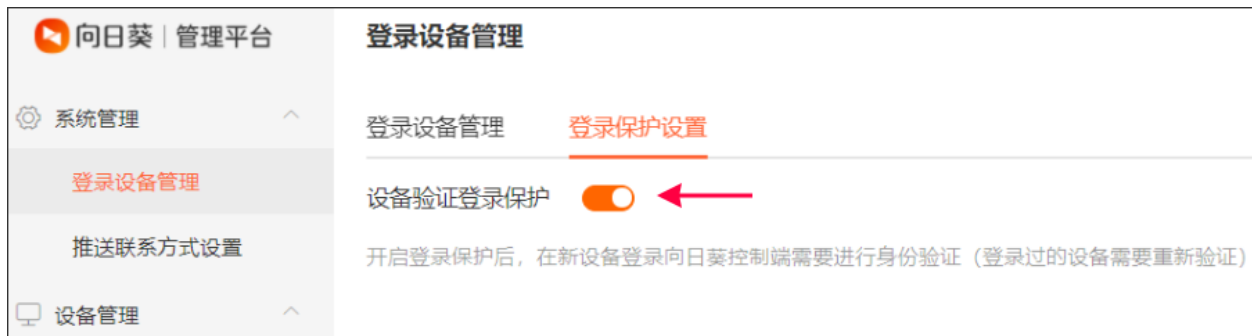 向日葵 | 管理平台
登录设备管理
系统管理
登录设备管理
登录保护设置
登录设备管理
设备验证登录保护
推送联系方式设置
开启登录保护后，在新设备登录向日葵控制端需要进行身份验证（登录过的设备需要重新验证）
设备管理